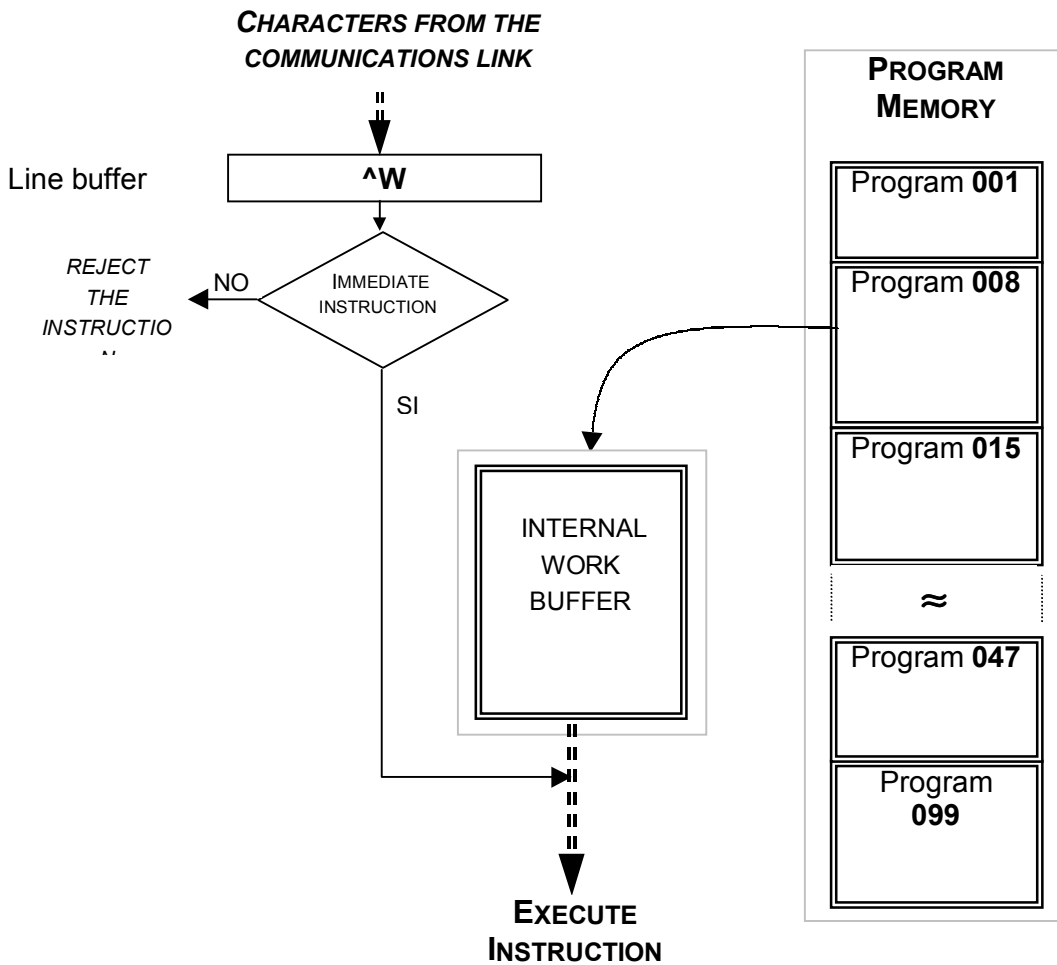 CHARACTERS FROM THE
COMMUNICATIONS LINK
Line buffer
^W
IMMEDIATE
INSTRUCTION
NO
REJECT
THE
INSTRUCTIO
SI
INTERNAL
WORK
BUFFER
EXECUTE
INSTRUCTION
PROGRAM
MEMORY
Program 001
Program 008
Program 015
≈
Program 047
Program
099